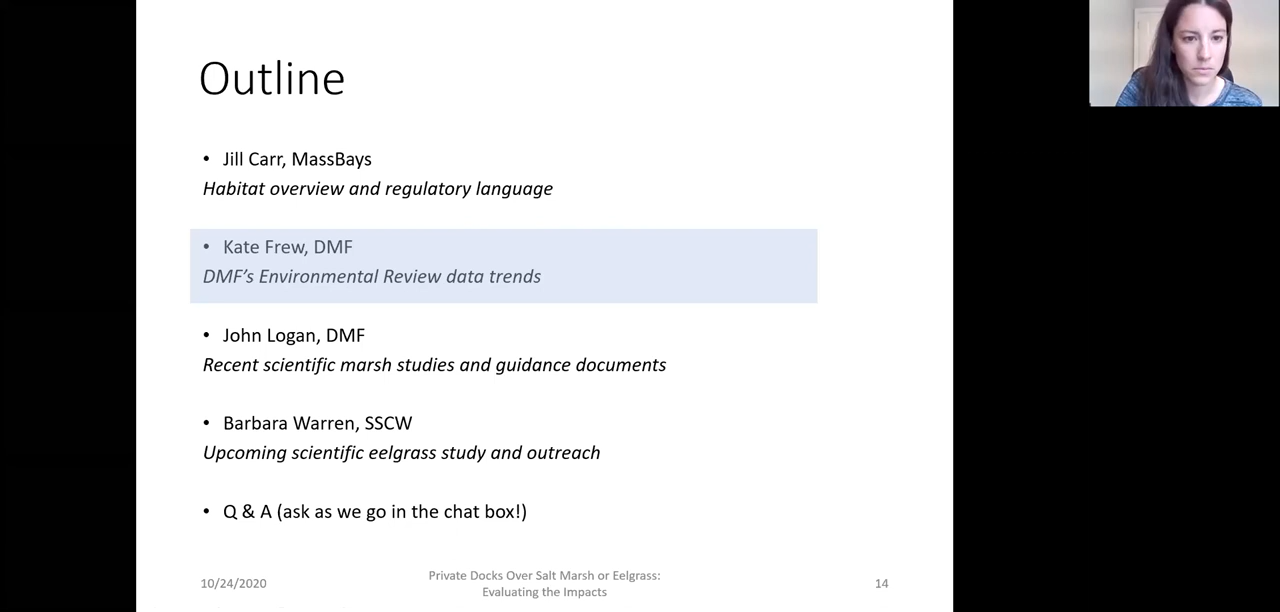 Outline
• Jill Carr, MassBays
Habitat overview and regulatory language
• Kate Frew, DMF
DMF's Environmental Review data trends
• John Logan, DMF
Recent scientific marsh studies and guidance documents
• Barbara Warren, SSCW
Upcoming scientific eelgrass study and outreach
• Q & A (ask as we go in the chat box!)
10/24/2020
Private Docks Over Salt Marsh or Eelgrass:
Evaluating the Impacts
14